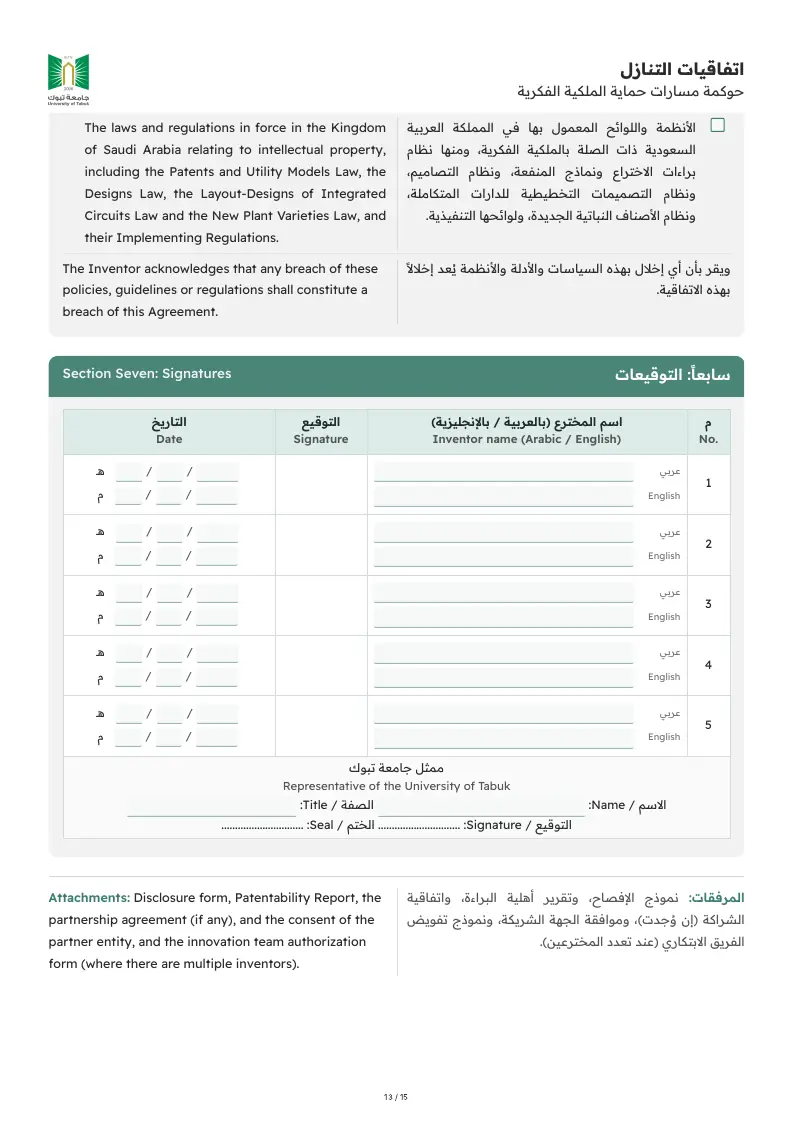 اتفاقيات التنازل
حوكمة مسارات حماية الملكية الفكرية
جامعة تبوك
University of Tabuk
الأنظمة واللوائح المعمول بها في المملكة العربية
السعودية ذات الصلة بالملكية الفكرية، ومنها نظام
براءات الاختراع ونماذج المنفعة، ونظام التصاميم،
ونظام التصميمات التخطيطية للدارات المتكاملة،
ونظام الأصناف النباتية الجديدة، ولوائحها التنفيذية.
The laws and regulations in force in the Kingdom
of Saudi Arabia relating to intellectual property,
including the Patents and Utility Models Law, the
Designs Law, the Layout-Designs of Integrated
Circuits Law and the New Plant Varieties Law, and
their Implementing Regulations.
ويقر بأن أي إخلال بهذه السياسات والأدلة والأنظمة يُعد إخلالاً
بهذه الاتفاقية.
The Inventor acknowledges that any breach of these
policies, guidelines or regulations shall constitute a
breach of this Agreement.
سابعاً: التوقيعات
Section Seven: Signatures
م اسم المخترع (بالعربية / بالإنجليزية) التوقيع التاريخ
No. Inventor name (Arabic / English) Signature Date
1
عربي / / هـ
English / / م
2
عربي / / هـ
English / / م
3
عربي / / هـ
English / / م
4
عربي / / هـ
English / / م
5
عربي / / هـ
English / / م
ممثل جامعة تبوك
Representative of the University of Tabuk
الاسم / Name: الصفة / Title:
التوقيع / Signature: .............................. الختم / Seal: ..............................
المرفقات: نموذج الإفصاح، وتقرير أهلية البراءة، واتفاقية
الشراكة (إن وُجدت)، وموافقة الجهة الشريكة، ونموذج تفويض
الفريق الابتكاري (عند تعدد المخترعين).
Attachments: Disclosure form, Patentability Report, the
partnership agreement (if any), and the consent of the
partner entity, and the innovation team authorization
form (where there are multiple inventors).
13 / 15